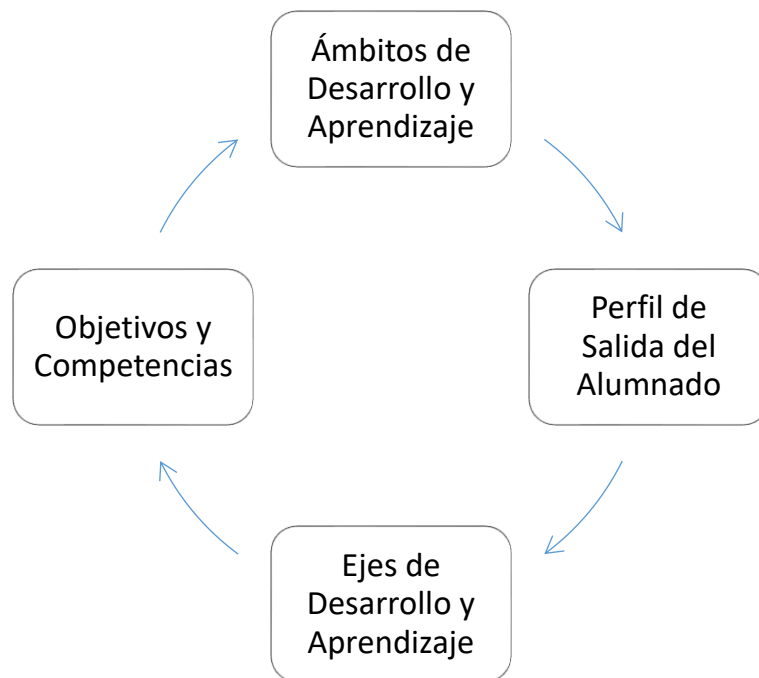 Ámbitos de
Desarrollo y
Aprendizaje
Perfil de
Salida del
Alumnado
Ejes de
Desarrollo y
Aprendizaje
Objetivos y
Competencias